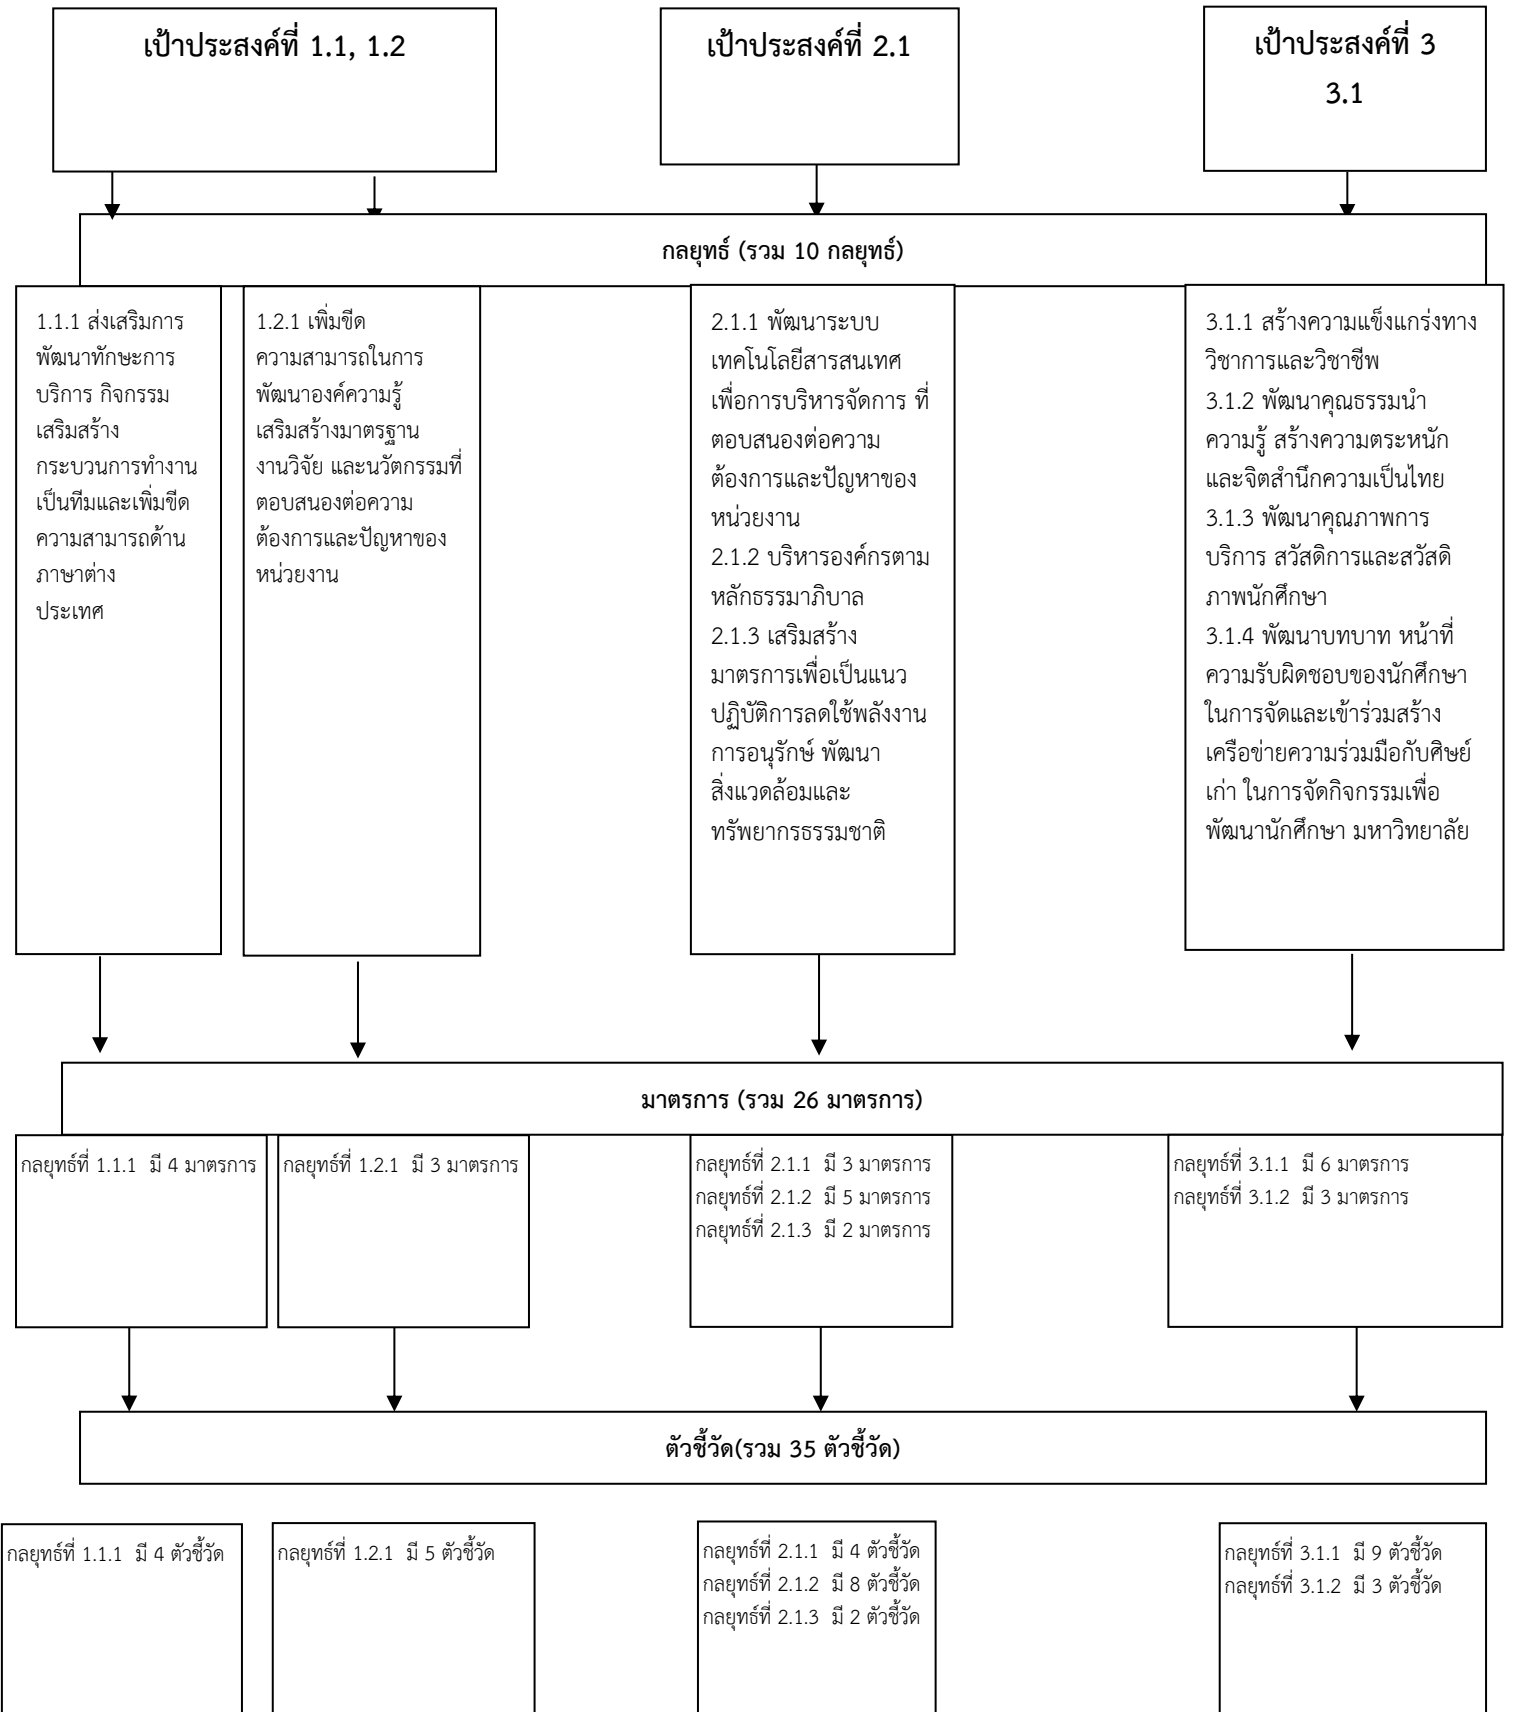 เป้าประสงค์ที่ 1.1, 1.2
เป้าประสงค์ที่ 2.1
เป้าประสงค์ที่ 3
3.1
กลยุทธ์ (รวม 10 กลยุทธ์)
1.1.1 ส่งเสริมการ
พัฒนาทักษะการ
บริการ กิจกรรม
เสริมสร้าง
กระบวนการทำงาน
เป็นทีมและเพิ่มขีด
ความสามารถด้าน
ภาษาต่าง
ประเทศ
1.2.1 เพิ่มขีด
ความสามารถในการ
พัฒนาองค์ความรู้
เสริมสร้างมาตรฐาน
งานวิจัย และนวัตกรรมที่
ตอบสนองต่อความ
ต้องการและปัญหาของ
หน่วยงาน
2.1.1 พัฒนาระบบ
เทคโนโลยีสารสนเทศ
เพื่อการบริหารจัดการ ที่
ตอบสนองต่อความ
ต้องการและปัญหาของ
หน่วยงาน
2.1.2 บริหารองค์กรตาม
หลักธรรมาภิบาล
2.1.3 เสริมสร้าง
มาตรการเพื่อเป็นแนว
ปฏิบัติการลดใช้พลังงาน
การอนุรักษ์ พัฒนา
สิ่งแวดล้อมและ
ทรัพยากรธรรมชาติ
3.1.1 สร้างความแข็งแกร่งทาง
วิชาการและวิชาชีพ
3.1.2 พัฒนาคุณธรรมนำ
ความรู้ สร้างความตระหนัก
และจิตสำนึกความเป็นไทย
3.1.3 พัฒนาคุณภาพการ
บริการ สวัสดิการและสวัสดิ
ภาพนักศึกษา
3.1.4 พัฒนาบทบาท หน้าที่
ความรับผิดชอบของนักศึกษา
ในการจัดและเข้าร่วมสร้าง
เครือข่ายความร่วมมือกับศิษย์
เก่า ในการจัดกิจกรรมเพื่อ
พัฒนานักศึกษา มหาวิทยาลัย
มาตรการ (รวม 26 มาตรการ)
กลยุทธ์ที่ 1.1.1 มี 4 มาตรการ
กลยุทธ์ที่ 1.2.1 มี 3 มาตรการ
กลยุทธ์ที่ 2.1.1 มี 3 มาตรการ
กลยุทธ์ที่ 2.1.2 มี 5 มาตรการ
กลยุทธ์ที่ 2.1.3 มี 2 มาตรการ
กลยุทธ์ที่ 3.1.1 มี 6 มาตรการ
กลยุทธ์ที่ 3.1.2 มี 3 มาตรการ
ตัวชี้วัด(รวม 35 ตัวชี้วัด)
กลยุทธ์ที่ 1.1.1 มี 4 ตัวชี้วัด
กลยุทธ์ที่ 1.2.1 มี 5 ตัวชี้วัด
กลยุทธ์ที่ 2.1.1 มี 4 ตัวชี้วัด
กลยุทธ์ที่ 2.1.2 มี 8 ตัวชี้วัด
กลยุทธ์ที่ 2.1.3 มี 2 ตัวชี้วัด
กลยุทธ์ที่ 3.1.1 มี 9 ตัวชี้วัด
กลยุทธ์ที่ 3.1.2 มี 3 ตัวชี้วัด